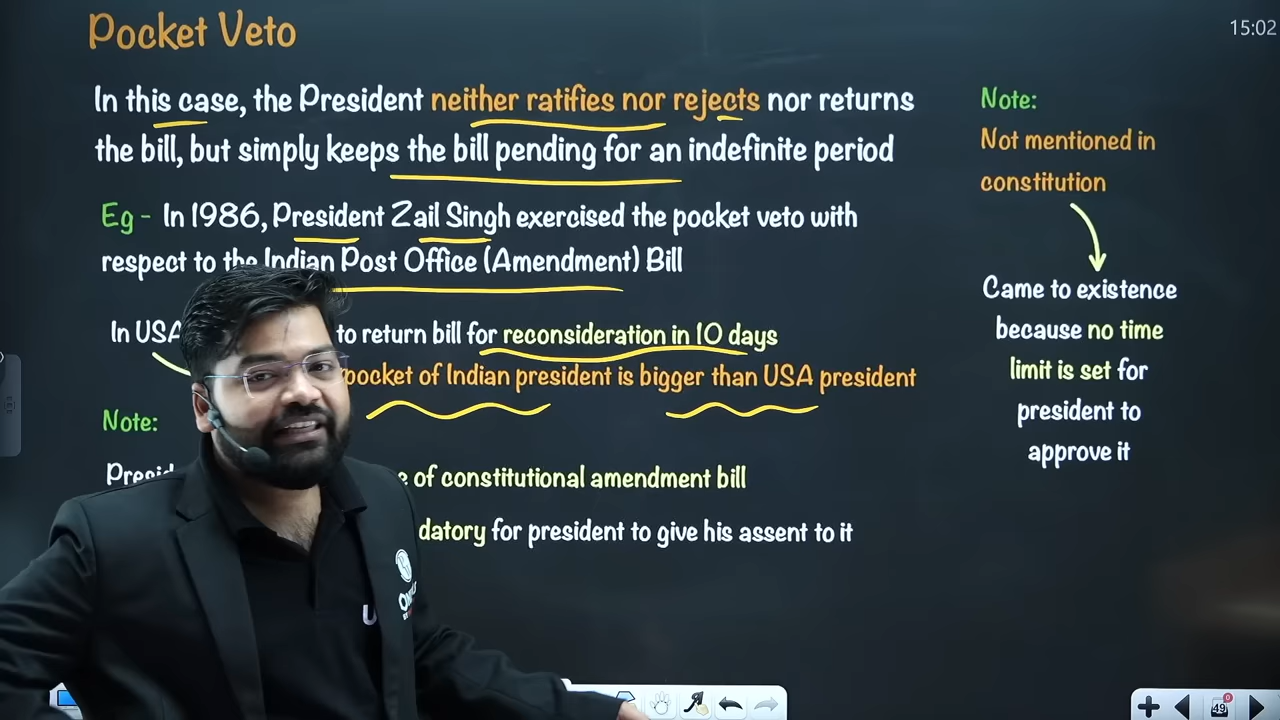 Pocket Veto
15:02
In this case, the President neither ratifies nor rejects nor returns
the bill, but simply keeps the bill pending for an indefinite period
Eg - In 1986, President Zail Singh exercised the pocket veto with
respect to the Indian Post Office (Amendment) Bill
In USA to return bill for reconsideration in 10 days
pocket of Indian president is bigger than USA president
Note:
of constitutional amendment bill
for president to give his assent to it
Note:
Not mentioned in
constitution
Came to existence
because no time
limit is set for
president to
approve it
49